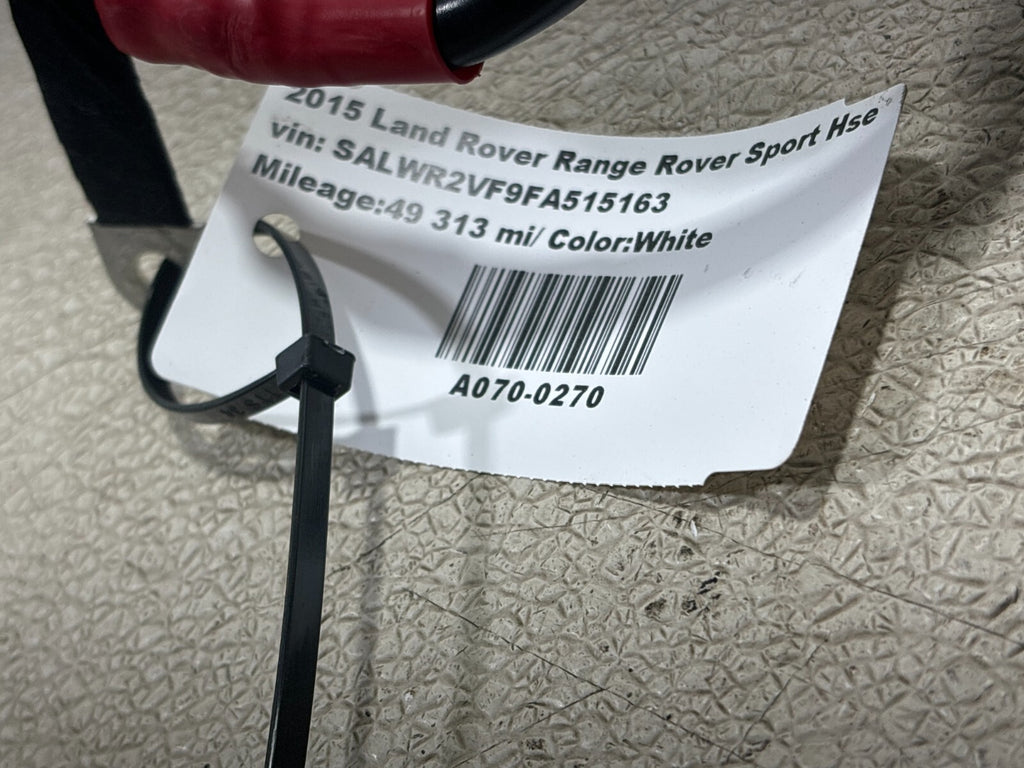 2015 Land Rover Range Rover Sport Hse
vin: SALWR2VF9FA515163
Mileage:49 313 mi/ Color:White
A070-0270